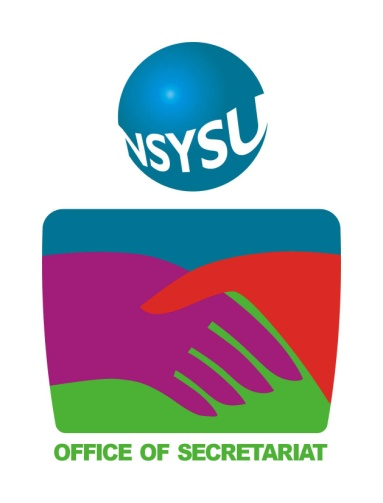 NSYSU
OFFICE OF SECRETARIAT